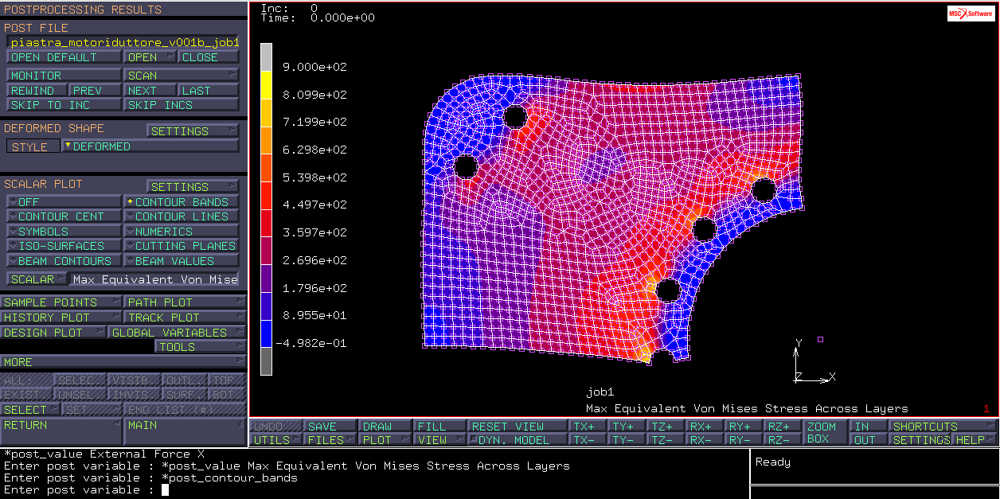 POSTPROCESSING RESULTS
POST FILE
piastra_motoriduttore_v001b_job1
OPEN DEFAULT OPEN CLOSE
MONITOR SCAN
REWIND PREV NEXT LAST
SKIP TO INC SKIP INCS
DEFORMED SHAPE SETTINGS
STYLE DEFORMED
SCALAR PLOT SETTINGS
OFF CONTOUR BANDS
CONTOUR CENT CONTOUR LINES
SYMBOLS NUMERICS
ISO-SURFACES CUTTING PLANES
BEAM CONTOURS BEAM VALUES
SCALAR Max Equivalent Von Mise
SAMPLE POINTS PATH PLOT
HISTORY PLOT TRACK PLOT
DESIGN PLOT GLOBAL VARIABLES
TOOLS
MORE
ALL: SELEC VISIB OUTL. TOP
EXIST UNSEL INVIS SURF. BOT
SELECT SET END LIST (#)
RETURN MAIN
Inc: 0
Time: 0.000e+00
MSC Software
9.000e+02
8.099e+02
7.199e+02
6.298e+02
5.398e+02
4.497e+02
3.597e+02
2.696e+02
1.796e+02
8.955e+01
-4.982e-01
Y
Z X
job1
Max Equivalent Von Mises Stress Across Layers 1
UNDO SAVE DRAW FILL RESET VIEW TX+ TY+ TZ+ RX+ RY+ RZ+ ZOOM BOX IN SHORTCUTS
UTILS FILES PLOT VIEW DYN. MODEL TX- TY- TZ- RX- RY- RZ- OUT SETTINGS HELP
*post_value External Force X
Enter post variable : *post_value Max Equivalent Von Mises Stress Across Layers
Enter post variable : *post_contour_bands
Enter post variable :
Ready